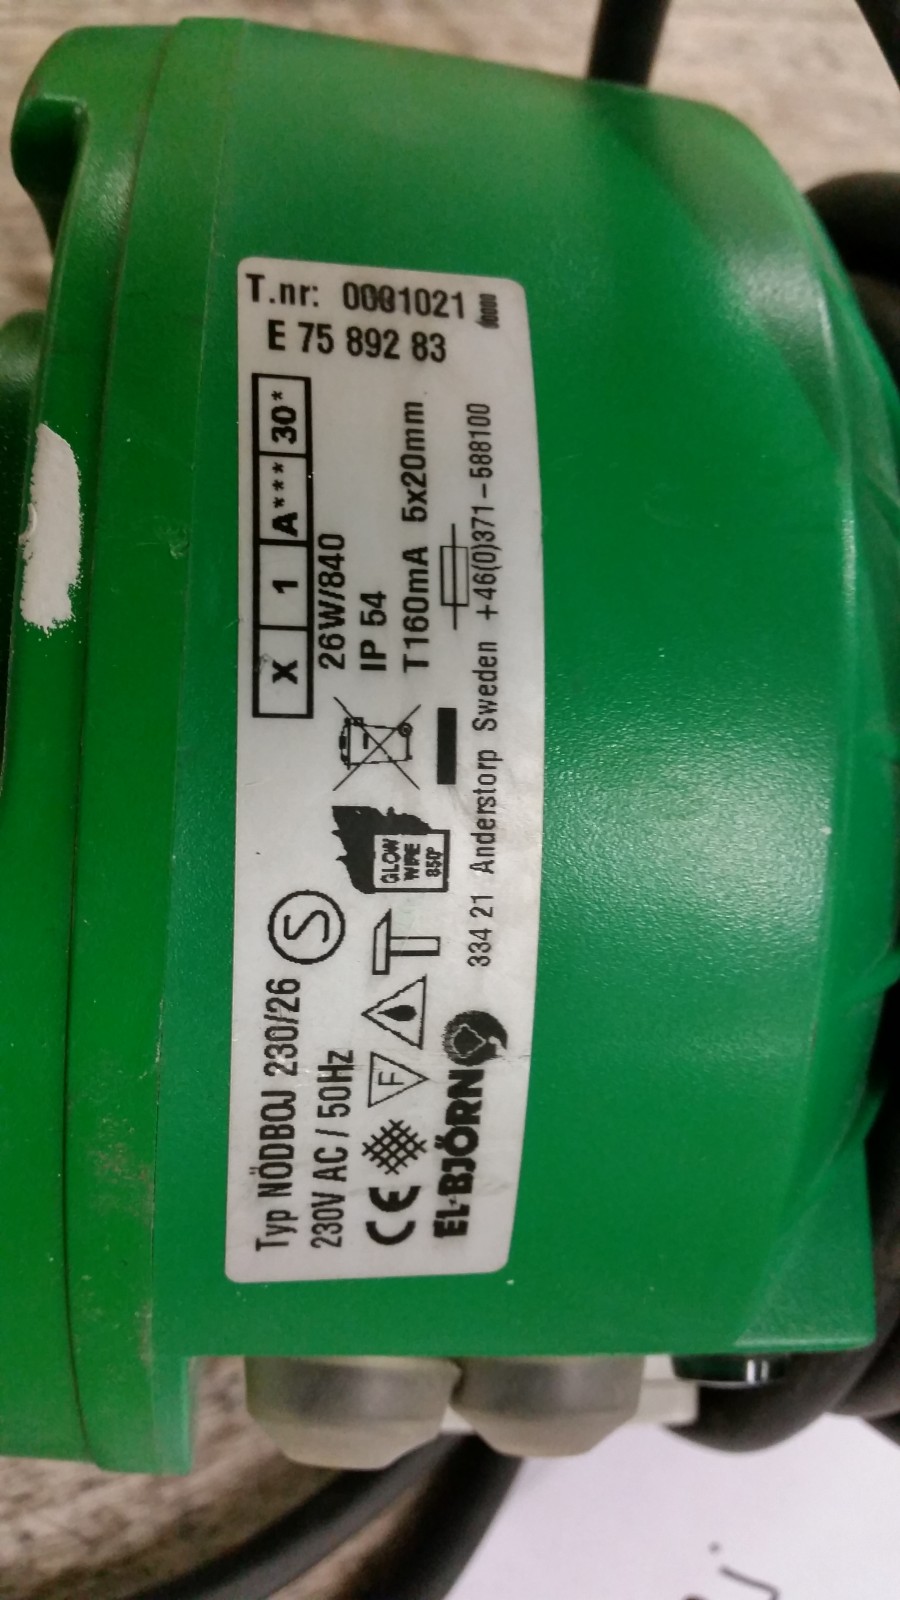 T.nr: 0001021
E 75 892 83
X 1 A*** 30*
26W/840
IP 54
T160mA 5x20mm
Typ NÖDBOJ 230/26 S
230V AC / 50Hz
CE F GLOW
WIRE
850°
EL-BJÖRN
334 21 Anderstorp Sweden +46(0)371-588100